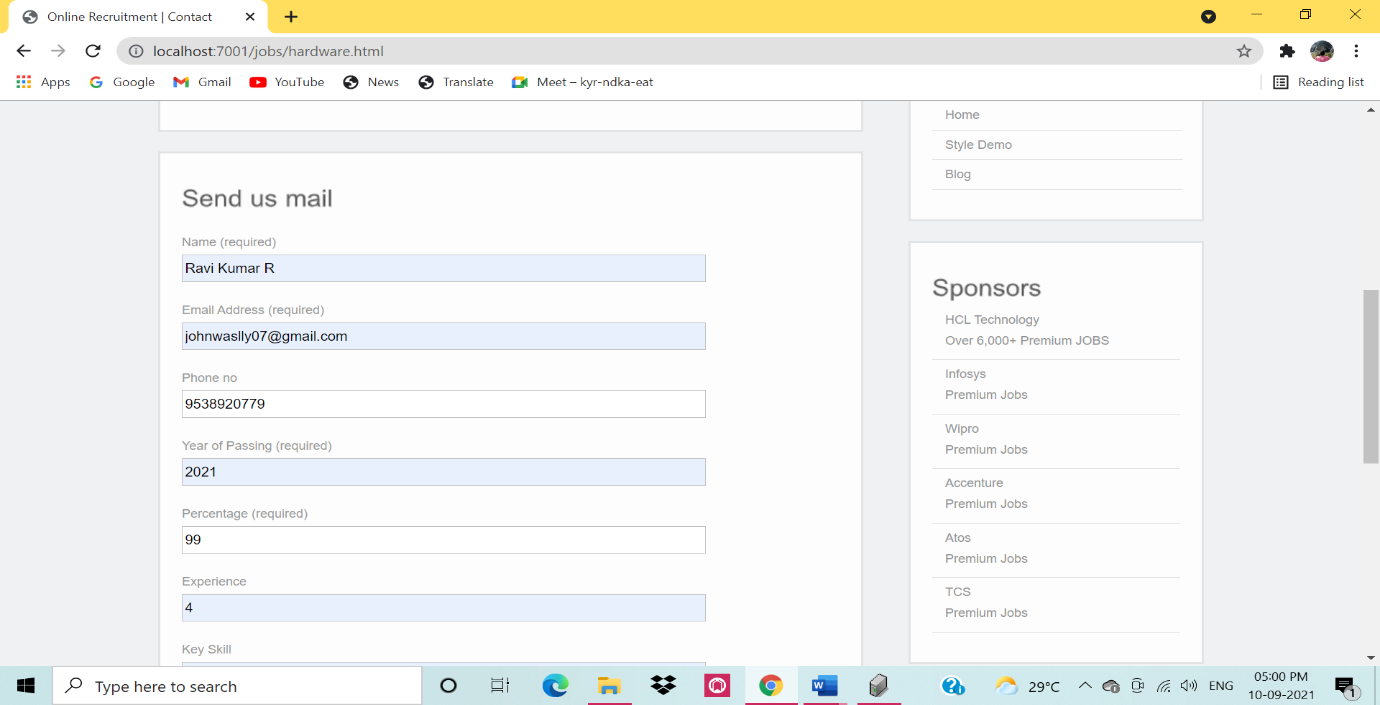 Online Recruitment | Contact
localhost:7001/jobs/hardware.html
Apps Google Gmail YouTube News Translate Meet – kyr-ndka-eat Reading list
Send us mail
Name (required)
Ravi Kumar R
Email Address (required)
johnwaslly07@gmail.com
Phone no
9538920779
Year of Passing (required)
2021
Percentage (required)
99
Experience
4
Key Skill
Home
Style Demo
Blog
Sponsors
HCL Technology
Over 6,000+ Premium JOBS
Infosys
Premium Jobs
Wipro
Premium Jobs
Accenture
Premium Jobs
Atos
Premium Jobs
TCS
Premium Jobs
Type here to search
29°C
ENG
05:00 PM
10-09-2021
1